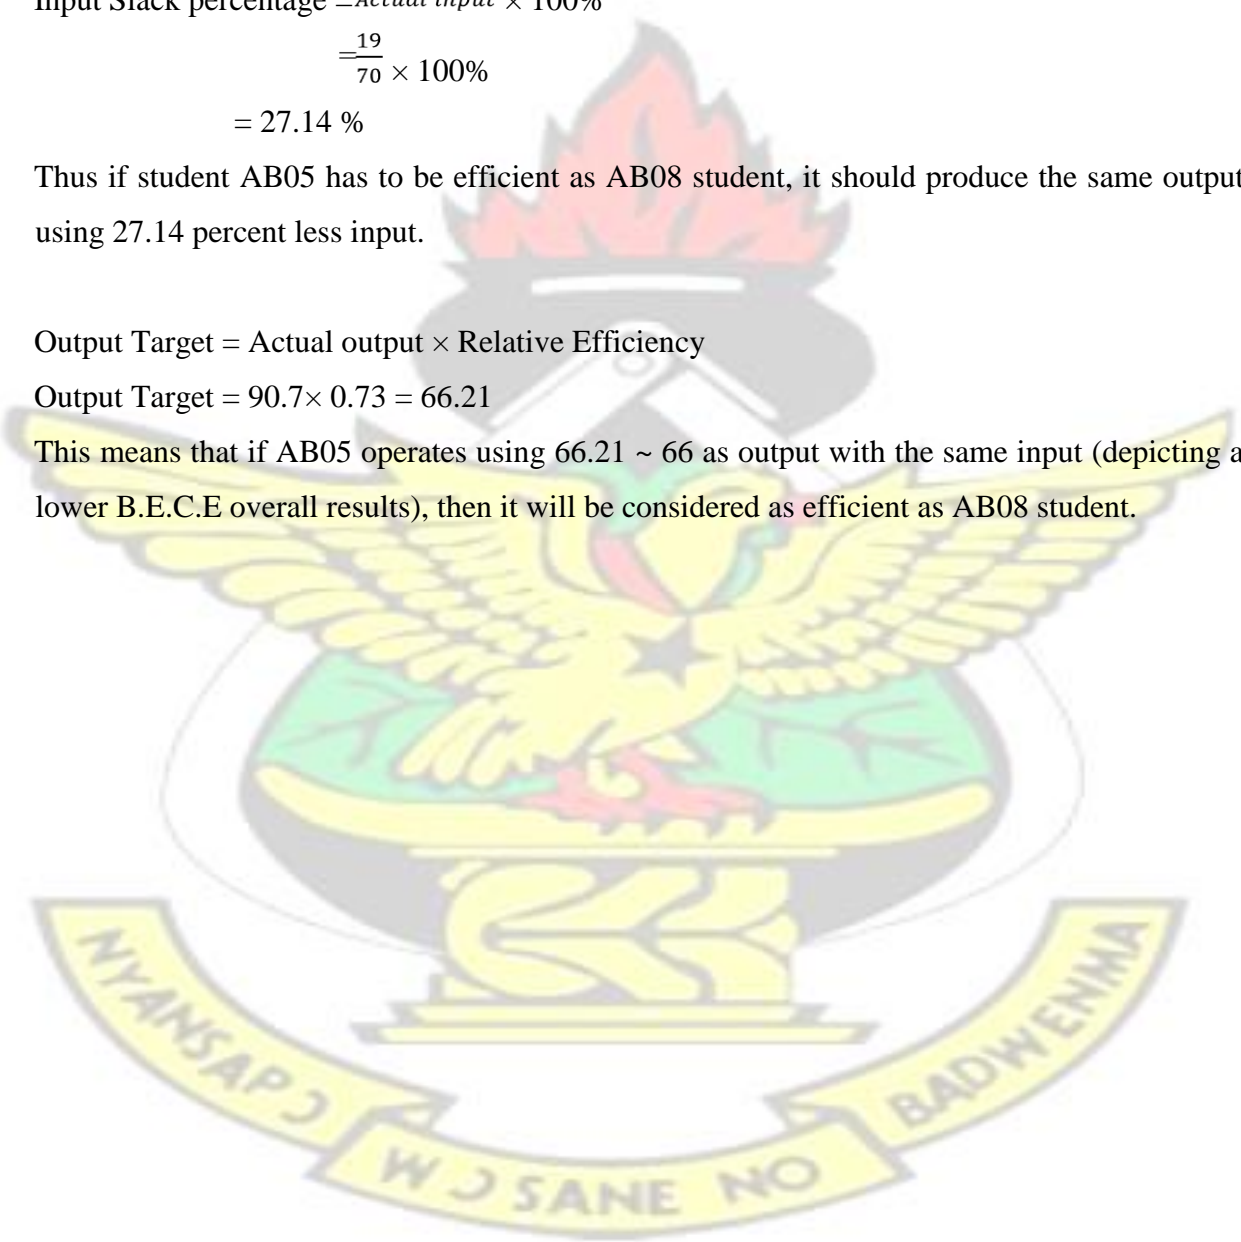 Input Slack percentage =Actual input × 100%
=19/70 × 100%
= 27.14 %
Thus if student AB05 has to be efficient as AB08 student, it should produce the same output
using 27.14 percent less input.
Output Target = Actual output × Relative Efficiency
Output Target = 90.7× 0.73 = 66.21
This means that if AB05 operates using 66.21 ~ 66 as output with the same input (depicting a
lower B.E.C.E overall results), then it will be considered as efficient as AB08 student.
NYANSAPƆ
WƆSANE NO
BADWENMA